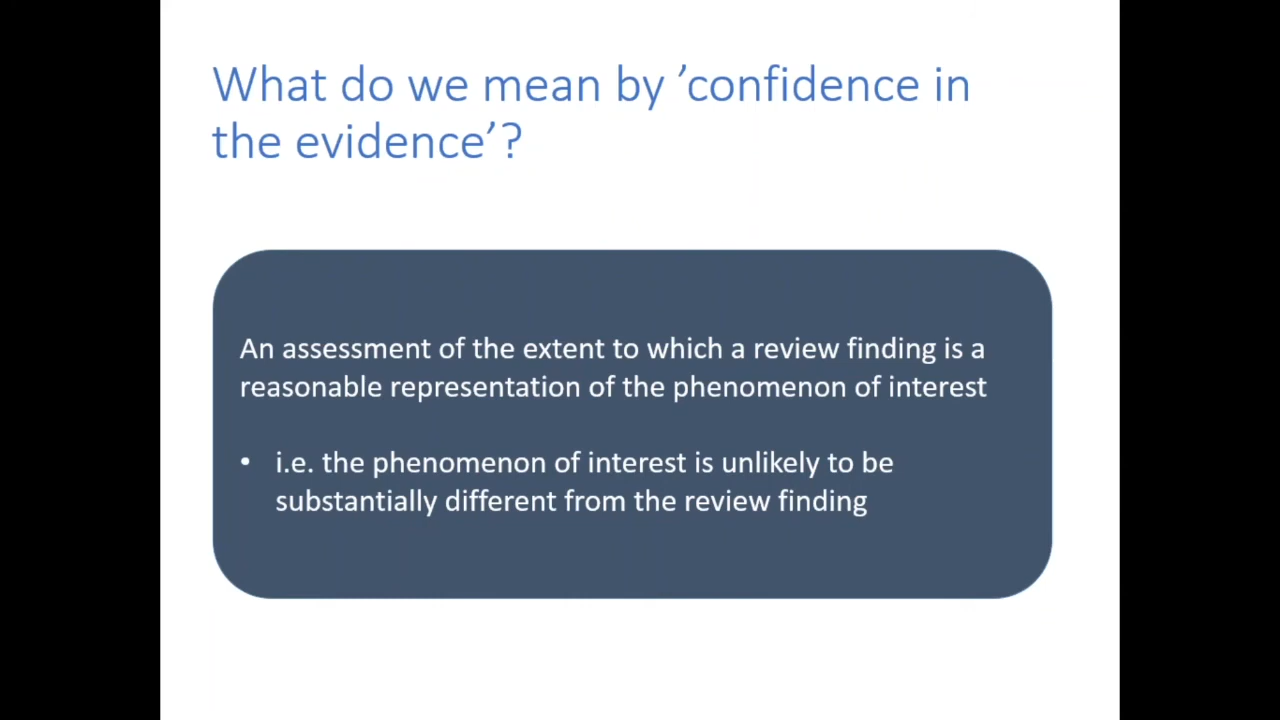 What do we mean by ’confidence in
the evidence’?
An assessment of the extent to which a review finding is a
reasonable representation of the phenomenon of interest
• i.e. the phenomenon of interest is unlikely to be
substantially different from the review finding